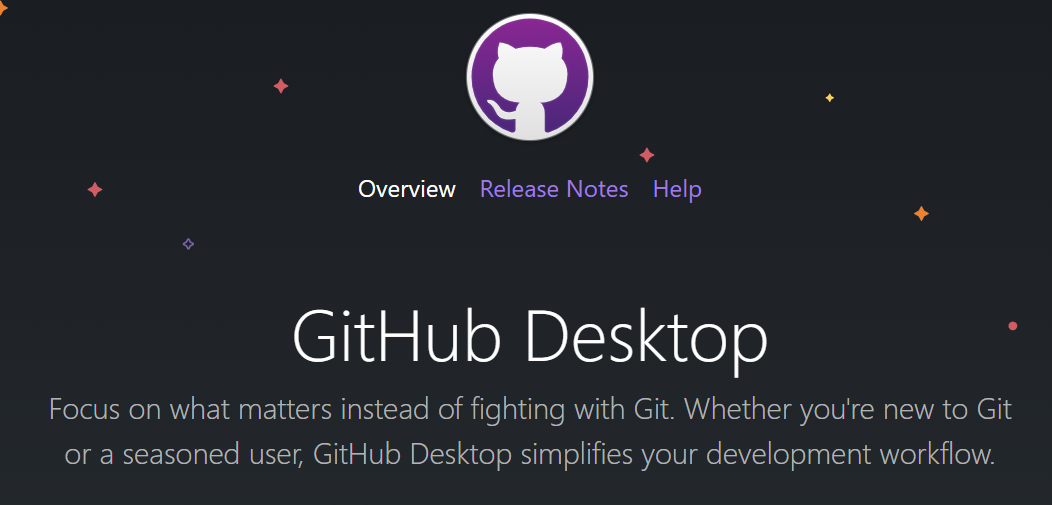 Overview Release Notes Help
GitHub Desktop
Focus on what matters instead of fighting with Git. Whether you're new to Git
or a seasoned user, GitHub Desktop simplifies your development workflow.